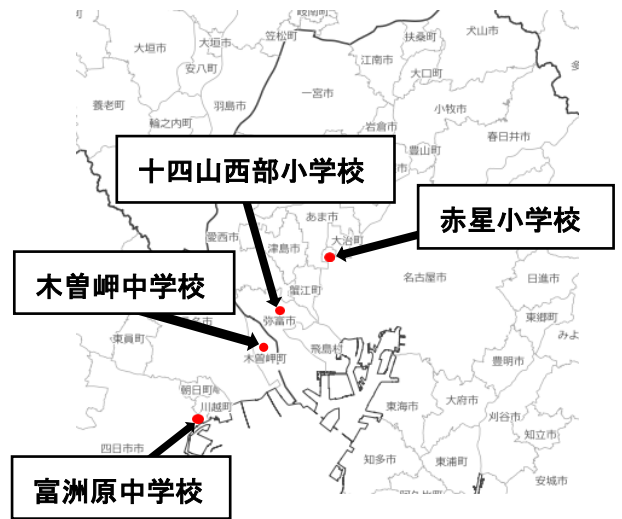 岐南町
笠松町
扶桑町
犬山市
大垣市
大垣市
安八町
江南市
大口町
養老町
羽島市
一宮市
小牧市
輪之内町
岩倉市
春日井市
豊山町
十四山西部小学校
赤星小学校
あま市
愛西市
大治町
津島市
木曽岬中学校
名古屋市
日進市
蟹江町
弥富市
東郷町
東員町
飛島村
みよ
木曽岬町
豊明市
朝日町
川越町
東海市
大府市
刈谷市
知立市
四日市市
知多市
東浦町
安城市
富洲原中学校